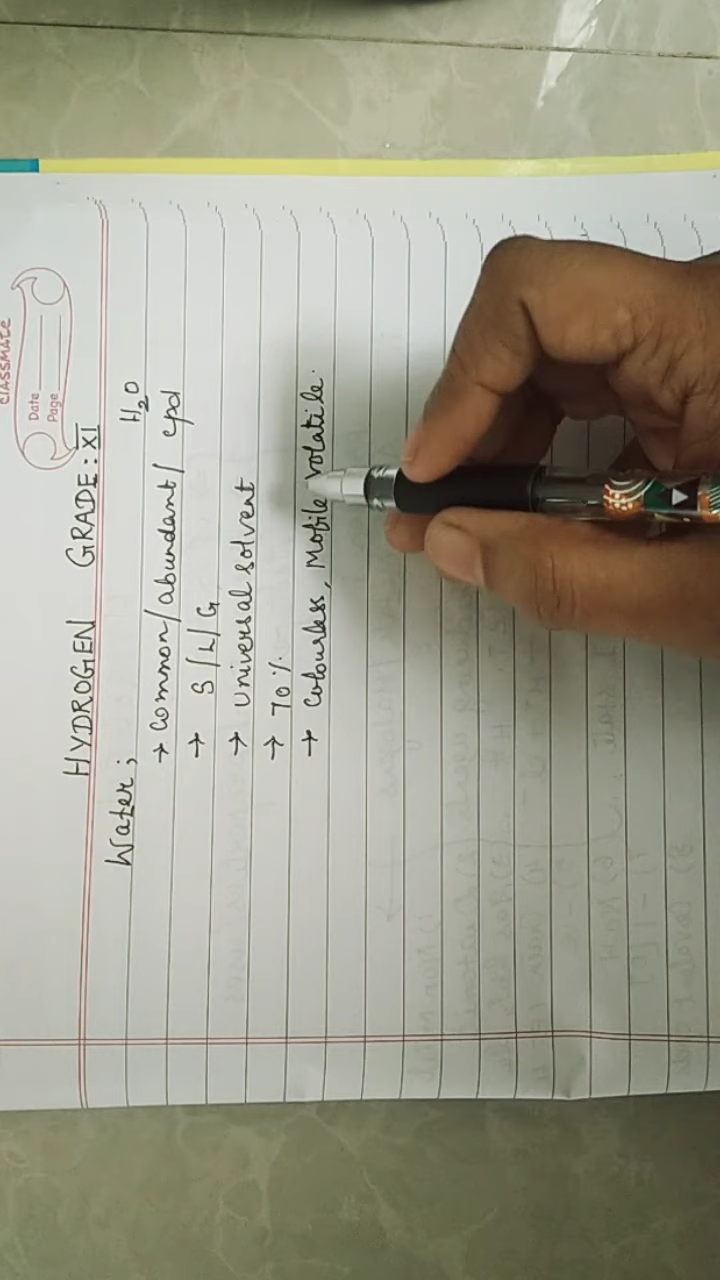 CLASSMATE
Date
Page
HYDROGEN GRADE: XI
Water; H2O
→ Common/abundant/cpd
→ S/L/G
→ Universal solvent
→ 70%
→ Colourless, Mobile volatile.